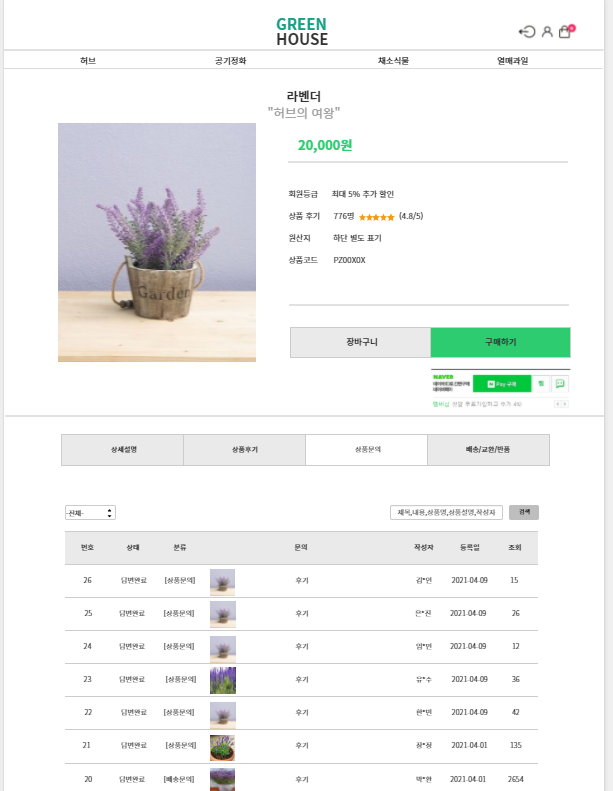 GREEN
HOUSE
허브 공기정화 채소식물 열매과일
라벤더
"허브의 여왕"
20,000원
회원등급 최대 5% 추가 할인
상품 후기 776명 ★★★★★ (4.8/5)
원산지 하단 별도 표기
상품코드 PZ00X0X
Garden
장바구니 구매하기
NAVER
N Pay 구매 찜
상세설명 상품후기 상품문의 배송/교환/반품
-전체- 제목,내용,상품명,상품설명,작성자 검색
번호 상태 분류 문의 작성자 등록일 조회
26 답변완료 [상품문의] 후기 김*연 2021-04-09 15
25 답변완료 [상품문의] 후기 은*진 2021-04-09 26
24 답변완료 [상품문의] 후기 엄*변 2021-04-09 12
23 답변완료 [상품문의] 후기 유*수 2021-04-09 36
22 답변완료 [상품문의] 후기 한*변 2021-04-09 42
21 답변완료 [상품문의] 후기 장*정 2021-04-01 135
20 답변완료 [배송문의] 후기 박*한 2021-04-01 2654